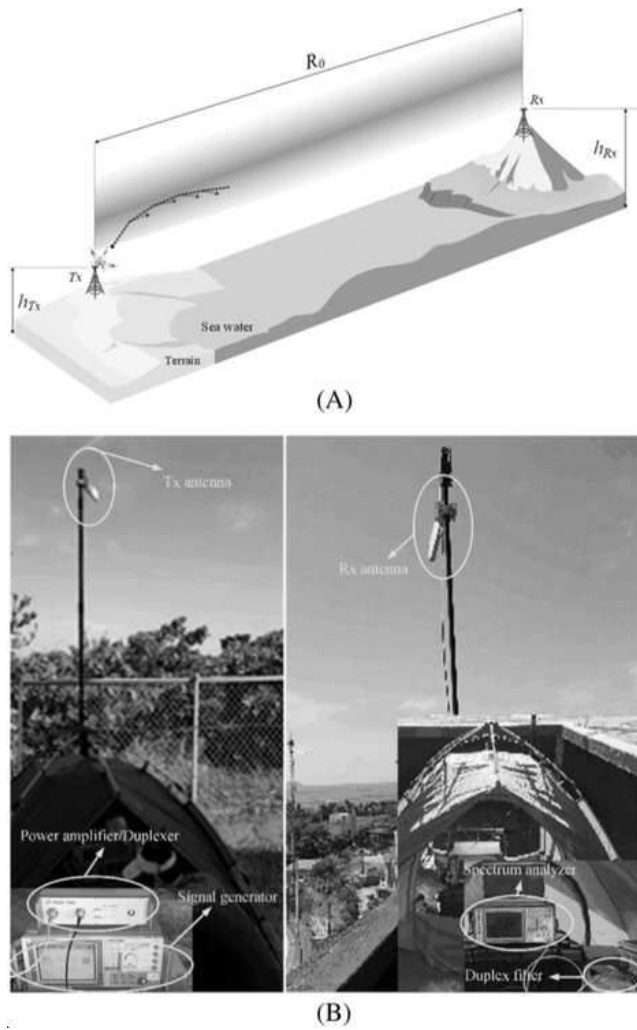 R₀
Rx
h_Rx
Tx
h_Tx
Sea water
Terrain
(A)
Tx antenna
Rx antenna
Power amplifier/Duplexer
Signal generator
Spectrum analyzer
Duplex filter
(B)